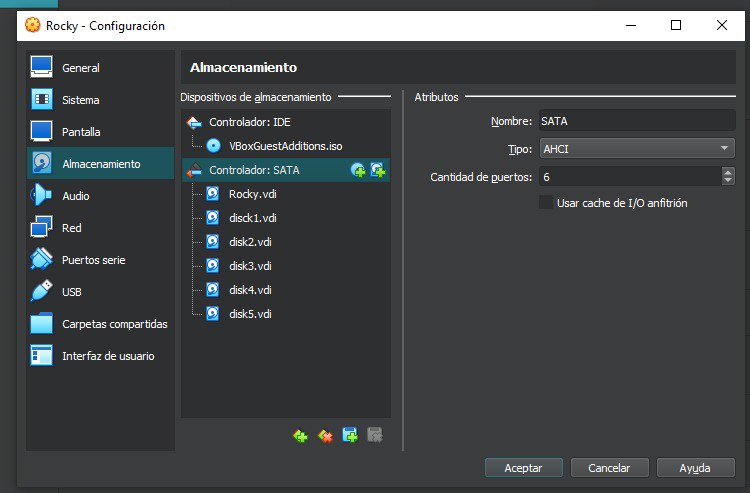 Rocky - Configuración
General
Sistema
Pantalla
Almacenamiento
Audio
Red
Puertos serie
USB
Carpetas compartidas
Interfaz de usuario
Almacenamiento
Dispositivos de almacenamiento
Controlador: IDE
VBoxGuestAdditions.iso
Controlador: SATA
Rocky.vdi
disck1.vdi
disk2.vdi
disk3.vdi
disk4.vdi
disk5.vdi
Atributos
Nombre: SATA
Tipo: AHCI
Cantidad de puertos: 6
Usar cache de I/O anfitrión
Aceptar Cancelar Ayuda